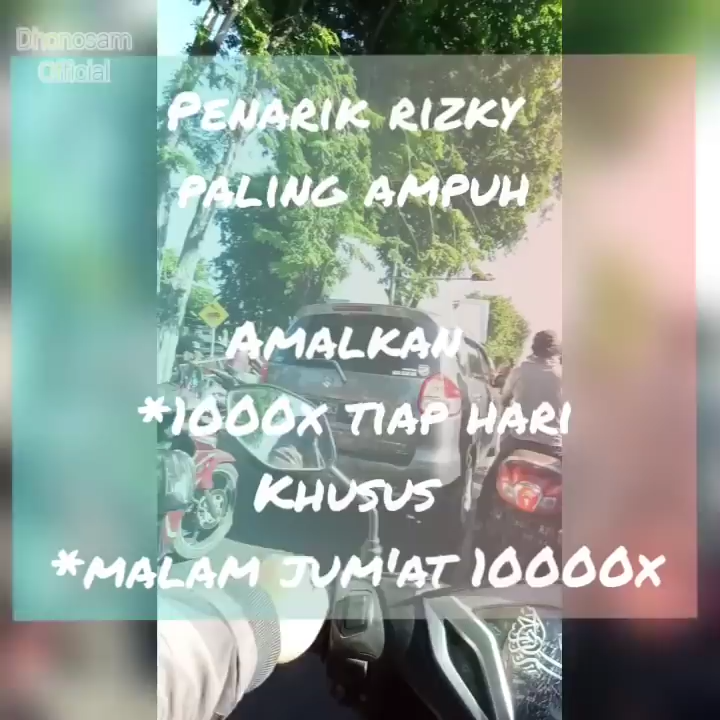 Dhonosam
Official
Penarik rizky
paling ampuh
Amalkan
*1000x tiap hari
Khusus
*malam jum'at 10000x